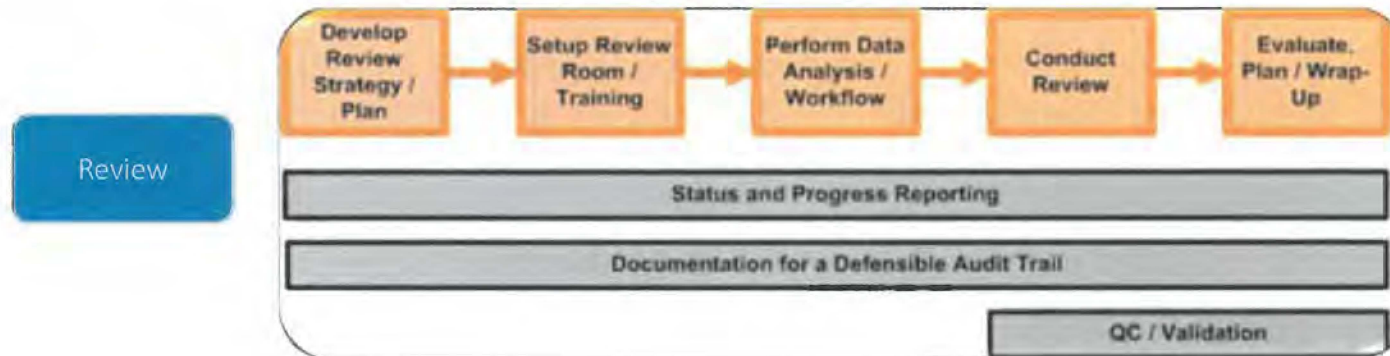 Develop
Review
Strategy /
Plan
Setup Review
Room /
Training
Perform Data
Analysis /
Workflow
Conduct
Review
Evaluate,
Plan / Wrap-
Up
Review
Status and Progress Reporting
Documentation for a Defensible Audit Trail
QC / Validation